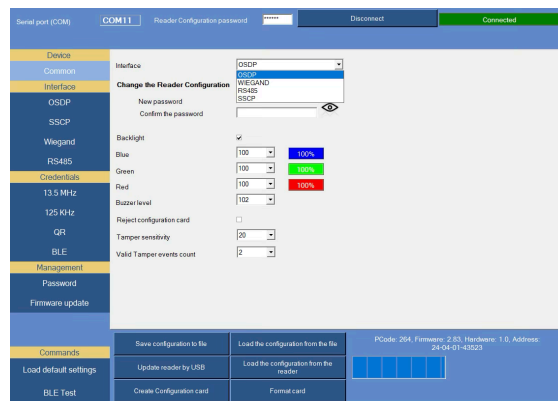 Serial port (COM) COM11 Reader Configuration password ****** Disconnect Connected
Device
Common
Interface
OSDP
SSCP
Wiegand
RS485
Credentials
13.5 MHz
125 KHz
QR
BLE
Management
Password
Firmware update
Commands
Load default settings
BLE Test
Interface OSDP
OSDP
WIEGAND
RS485
SSCP
Change the Reader Configuration
New password
Confirm the password
Backlight
Blue 100 100%
Green 100 100%
Red 100 100%
Buzzer level 102
Reject configuration card
Tamper sensitivity 20
Valid Tamper events count 2
Save configuration to file Load the configuration from the file
Update reader by USB Load the configuration from the
reader
Create Configuration card Format card
PCode: 264, Firmware: 2.83, Hardware: 1.0, Address:
24-04-01-43523